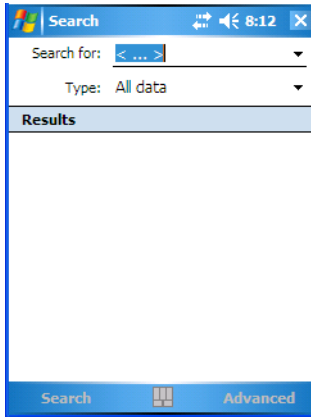 Search 8:12
Search for: < ... >
Type: All data
Results
Search Advanced